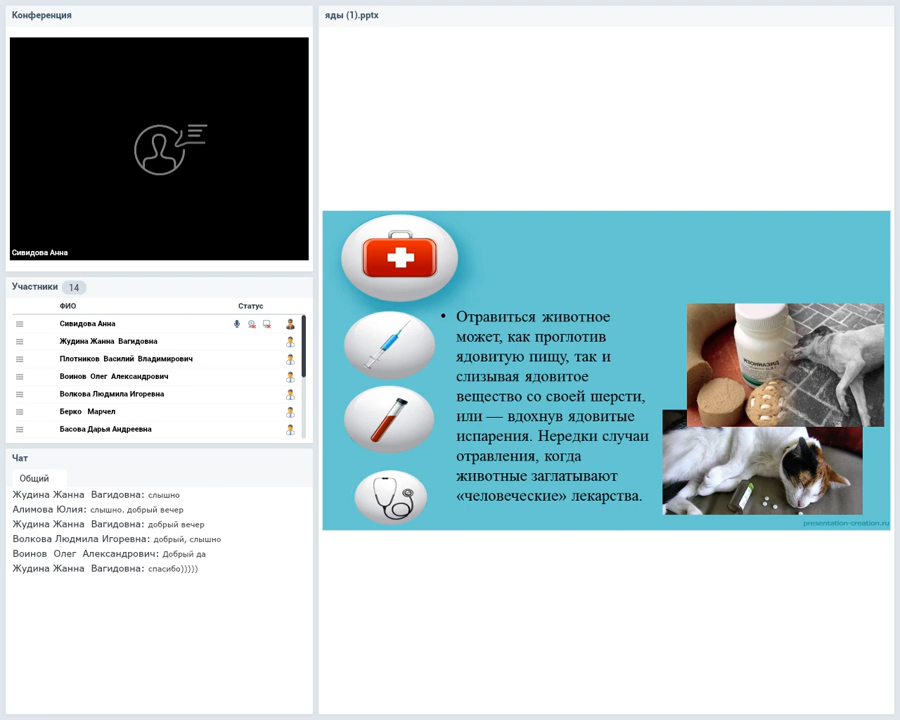 Конференция
Сивидова Анна
Участники 14
ФИО Статус
Сивидова Анна
Жудина Жанна Вагидовна
Плотников Василий Владимирович
Воинов Олег Александрович
Волкова Людмила Игоревна
Берко Марчел
Басова Дарья Андреевна
Чат
Общий
Жудина Жанна Вагидовна: слышно
Алимова Юлия: слышно. добрый вечер
Жудина Жанна Вагидовна: добрый вечер
Волкова Людмила Игоревна: добрый, слышно
Воинов Олег Александрович: Добрый да
Жудина Жанна Вагидовна: спасибо)))))
яды (1).pptx
• Отравиться животное
может, как проглотив
ядовитую пищу, так и
слизывая ядовитое
вещество со своей шерсти,
или — вдохнув ядовитые
испарения. Нередки случаи
отравления, когда
животные заглатывают
«человеческие» лекарства.
ИЗОНИАЗИД
presentation-creation.ru